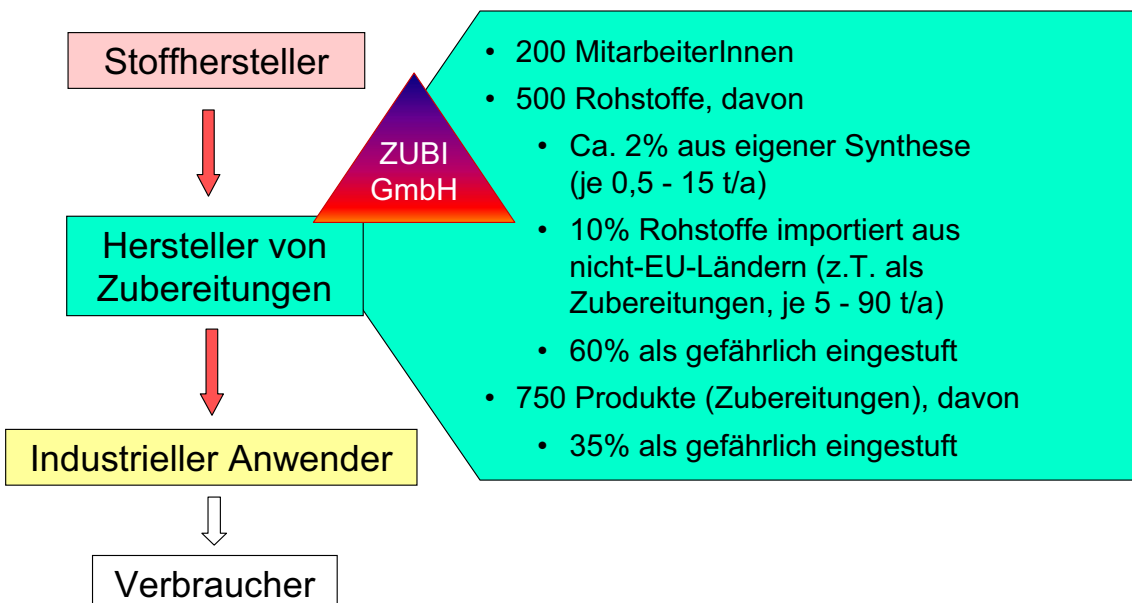 Stoffhersteller
ZUBI
GmbH
Hersteller von
Zubereitungen
Industrieller Anwender
Verbraucher
• 200 MitarbeiterInnen
• 500 Rohstoffe, davon
• Ca. 2% aus eigener Synthese
(je 0,5 - 15 t/a)
• 10% Rohstoffe importiert aus
nicht-EU-Ländern (z.T. als
Zubereitungen, je 5 - 90 t/a)
• 60% als gefährlich eingestuft
• 750 Produkte (Zubereitungen), davon
• 35% als gefährlich eingestuft